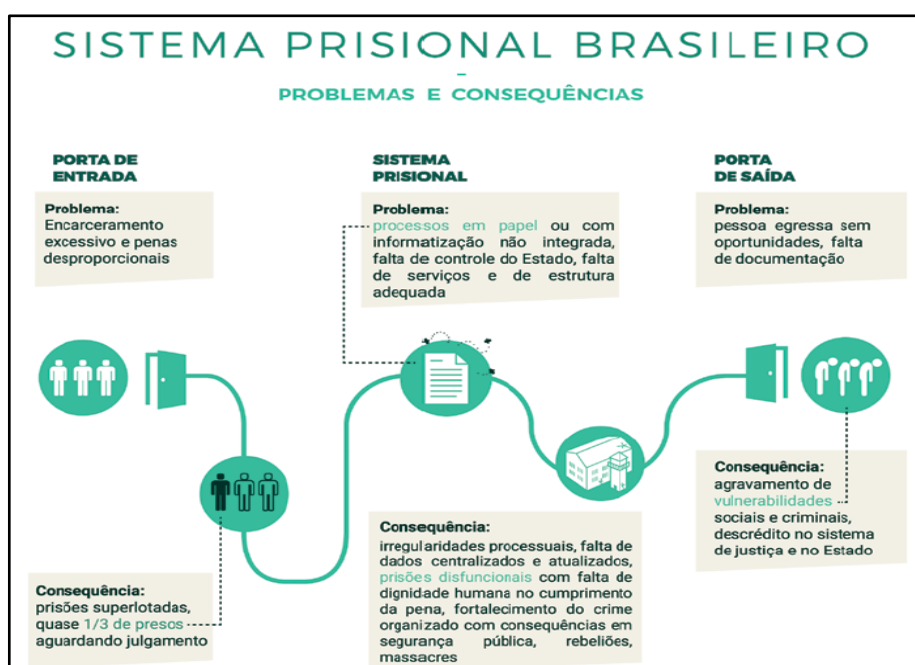 SISTEMA PRISIONAL BRASILEIRO
PROBLEMAS E CONSEQUÊNCIAS
PORTA DE
ENTRADA
Problema:
Encarceramento
excessivo e penas
desproporcionais
Consequência:
prisões superlotadas,
quase 1/3 de presos
aguardando julgamento
SISTEMA
PRISIONAL
Problema:
processos em papel ou com
informatização não integrada,
falta de controle do Estado, falta
de serviços e de estrutura
adequada
Consequência:
irregularidades processuais, falta de
dados centralizados e atualizados,
prisões disfuncionais com falta de
dignidade humana no cumprimento
da pena, fortalecimento do crime
organizado com consequências em
segurança pública, rebeliões,
massacres
PORTA
DE SAÍDA
Problema:
pessoa egressa sem
oportunidades, falta
de documentação
Consequência:
agravamento de
vulnerabilidades
sociais e criminais,
descrédito no sistema
de justiça e no Estado